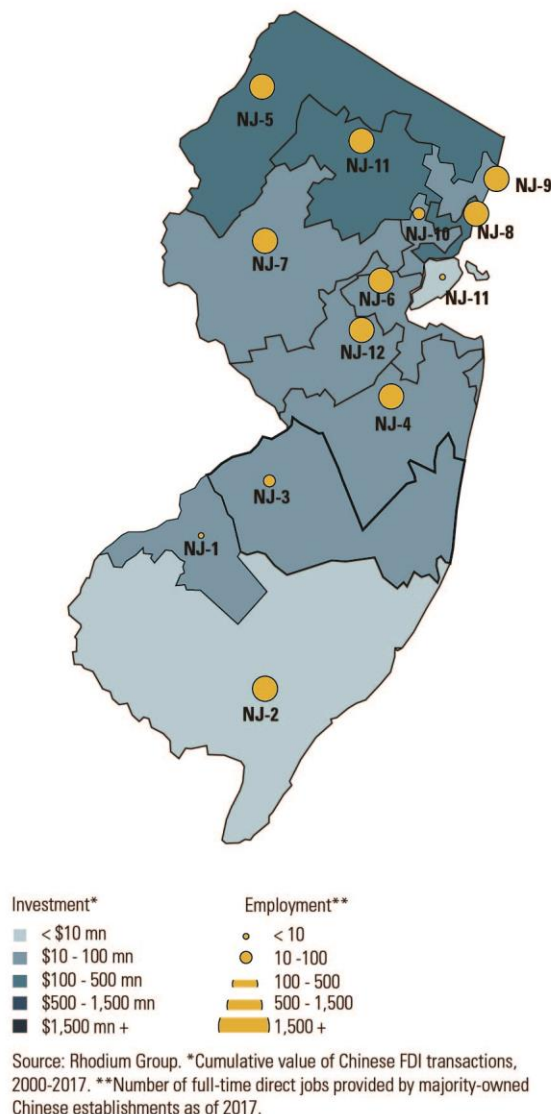 NJ-5
NJ-11
NJ-9
NJ-10
NJ-8
NJ-7
NJ-6
NJ-11
NJ-12
NJ-4
NJ-3
NJ-1
NJ-2
Investment*
< $10 mn
$10 - 100 mn
$100 - 500 mn
$500 - 1,500 mn
$1,500 mn +
Employment**
< 10
10 -100
100 - 500
500 - 1,500
1,500 +
Source: Rhodium Group. *Cumulative value of Chinese FDI transactions,
2000-2017. **Number of full-time direct jobs provided by majority-owned
Chinese establishments as of 2017.